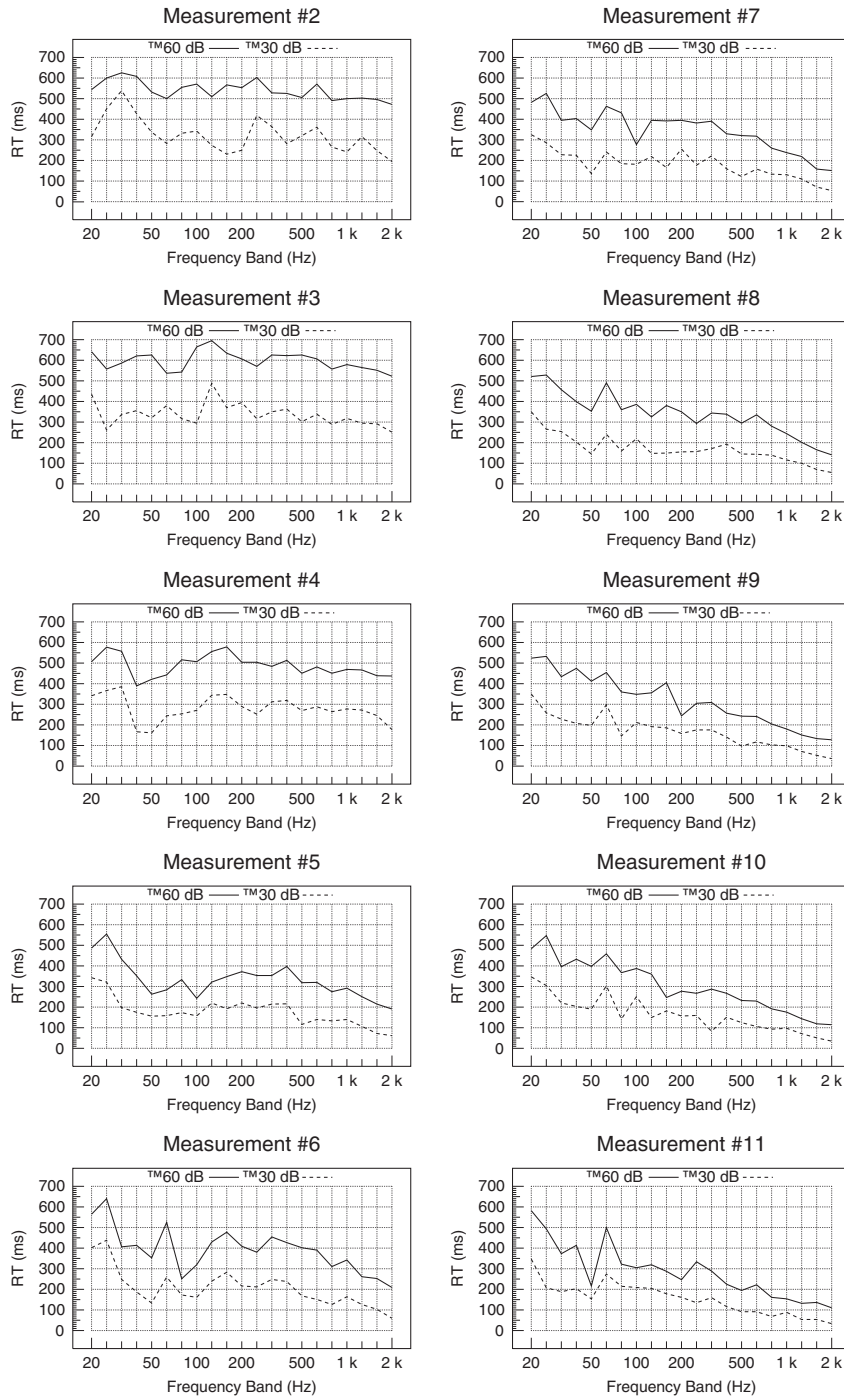 Measurement #2
™60 dB ™30 dB
700
600
500
400
300
200
100
0
RT (ms)
20 50 100 200 500 1 k 2 k
Frequency Band (Hz)
Measurement #7
™60 dB ™30 dB
700
600
500
400
300
200
100
0
RT (ms)
20 50 100 200 500 1 k 2 k
Frequency Band (Hz)
Measurement #3
™60 dB ™30 dB
700
600
500
400
300
200
100
0
RT (ms)
20 50 100 200 500 1 k 2 k
Frequency Band (Hz)
Measurement #8
™60 dB ™30 dB
700
600
500
400
300
200
100
0
RT (ms)
20 50 100 200 500 1 k 2 k
Frequency Band (Hz)
Measurement #4
™60 dB ™30 dB
700
600
500
400
300
200
100
0
RT (ms)
20 50 100 200 500 1 k 2 k
Frequency Band (Hz)
Measurement #9
™60 dB ™30 dB
700
600
500
400
300
200
100
0
RT (ms)
20 50 100 200 500 1 k 2 k
Frequency Band (Hz)
Measurement #5
™60 dB ™30 dB
700
600
500
400
300
200
100
0
RT (ms)
20 50 100 200 500 1 k 2 k
Frequency Band (Hz)
Measurement #10
™60 dB ™30 dB
700
600
500
400
300
200
100
0
RT (ms)
20 50 100 200 500 1 k 2 k
Frequency Band (Hz)
Measurement #6
™60 dB ™30 dB
700
600
500
400
300
200
100
0
RT (ms)
20 50 100 200 500 1 k 2 k
Frequency Band (Hz)
Measurement #11
™60 dB ™30 dB
700
600
500
400
300
200
100
0
RT (ms)
20 50 100 200 500 1 k 2 k
Frequency Band (Hz)